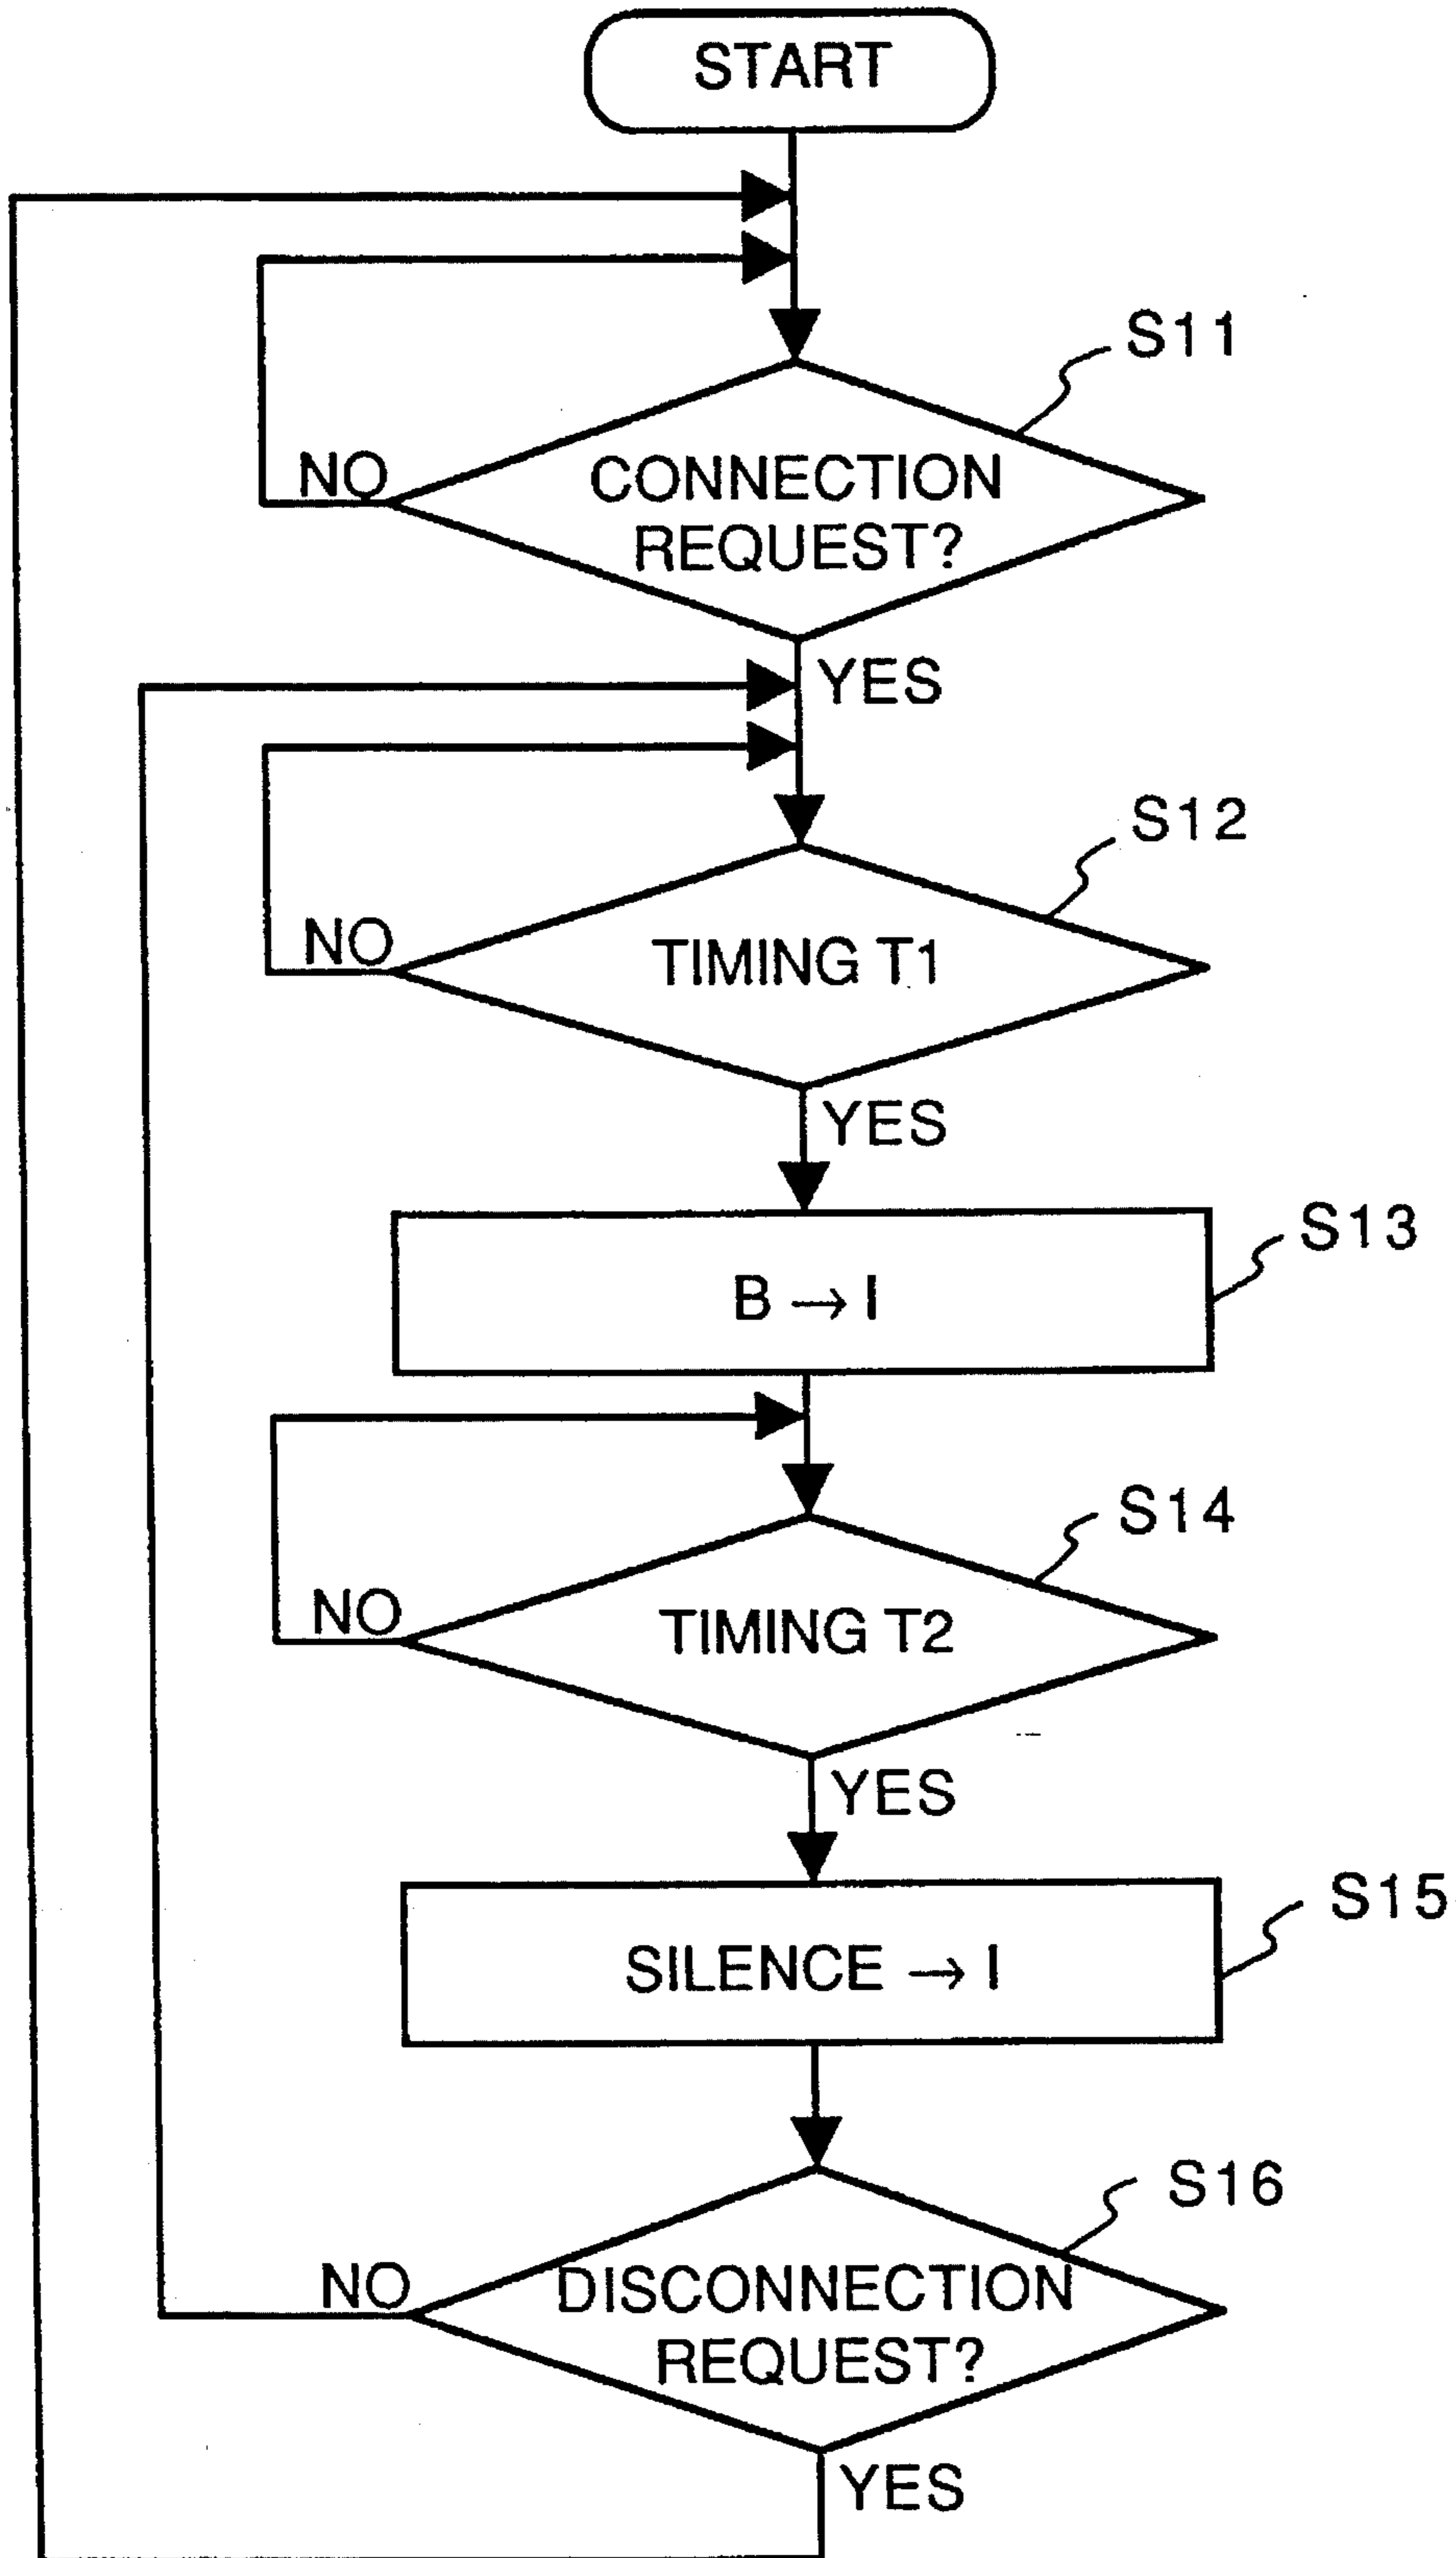 START
S11
NO
CONNECTION
REQUEST?
YES
S12
NO
TIMING T1
YES
S13
B → I
S14
NO
TIMING T2
YES
S15
SILENCE → I
S16
NO
DISCONNECTION
REQUEST?
YES